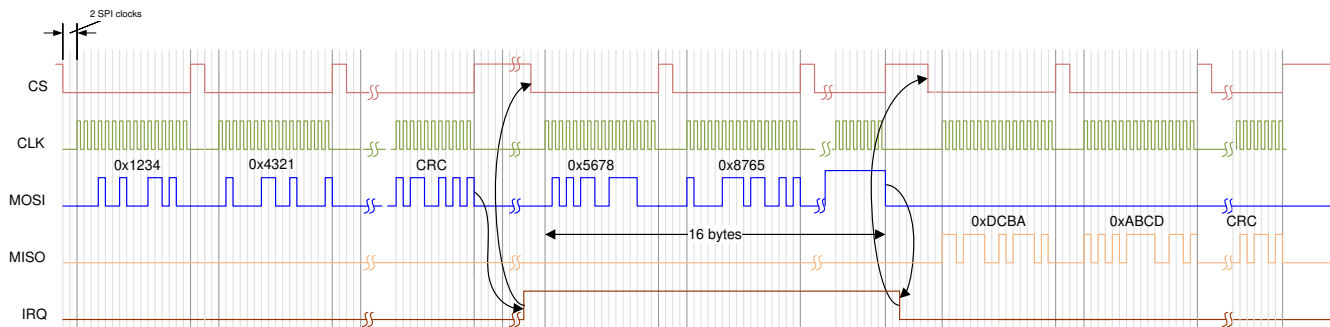 2 SPI clocks
CS
CLK
0x1234
0x4321
CRC
0x5678
0x8765
MOSI
16 bytes
0xDCBA
0xABCD
CRC
MISO
IRQ